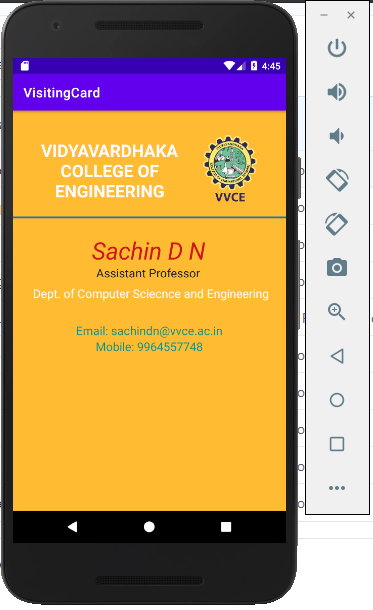 4:45
VisitingCard
VIDYAVARDHAKA
COLLEGE OF
ENGINEERING
VVCE
Sachin D N
Assistant Professor
Dept. of Computer Sciecnce and Engineering
Email: sachindn@vvce.ac.in
Mobile: 9964557748